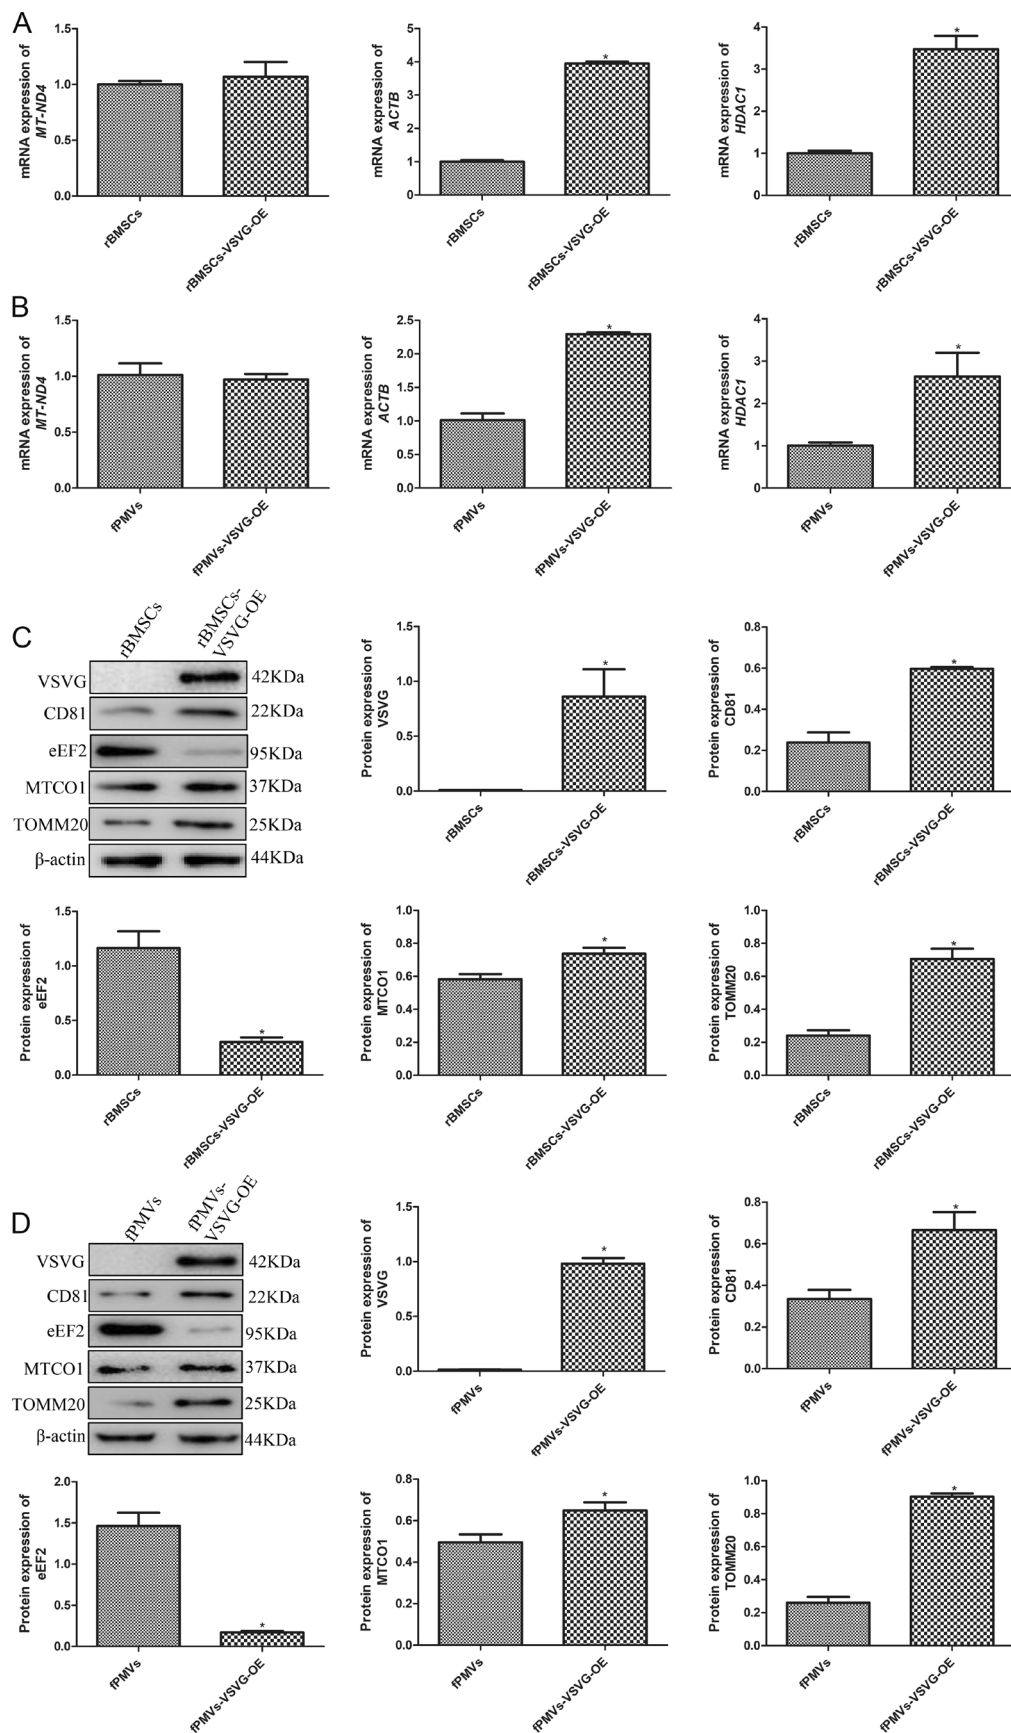 A
mRNA expression of
MT-ND4
1.5
1.0
0.5
0.0
rBMSCs
rBMSCs-VSVG-OE
mRNA expression of
ACTB
5
4
3
2
1
0
*
rBMSCs
rBMSCs-VSVG-OE
mRNA expression of
HDAC1
4
3
2
1
0
*
rBMSCs
rBMSCs-VSVG-OE
B
mRNA expression of
MT-ND4
1.5
1.0
0.5
0.0
fPMVs
fPMVs-VSVG-OE
mRNA expression of
ACTB
2.5
2.0
1.5
1.0
0.5
0.0
*
fPMVs
fPMVs-VSVG-OE
mRNA expression of
HDAC1
4
3
2
1
0
*
fPMVs
fPMVs-VSVG-OE
C
rBMSCs
rBMSCs-
VSVG-OE
VSVG 42KDa
CD81 22KDa
eEF2 95KDa
MTCO1 37KDa
TOMM20 25KDa
β-actin 44KDa
Protein expression of
VSVG
1.5
1.0
0.5
0.0
*
rBMSCs
rBMSCs-VSVG-OE
Protein expression of
CD81
0.8
0.6
0.4
0.2
0.0
*
rBMSCs
rBMSCs-VSVG-OE
Protein expression of
eEF2
1.5
1.0
0.5
0.0
*
rBMSCs
rBMSCs-VSVG-OE
Protein expression of
MTCO1
1.0
0.8
0.6
0.4
0.2
0.0
*
rBMSCs
rBMSCs-VSVG-OE
Protein expression of
TOMM20
1.0
0.8
0.6
0.4
0.2
0.0
*
rBMSCs
rBMSCs-VSVG-OE
D
fPMVs
fPMVs-
VSVG-OE
VSVG 42KDa
CD81 22KDa
eEF2 95KDa
MTCO1 37KDa
TOMM20 25KDa
β-actin 44KDa
Protein expression of
VSVG
1.5
1.0
0.5
0.0
*
fPMVs
fPMVs-VSVG-OE
Protein expression of
CD81
0.8
0.6
0.4
0.2
0.0
*
fPMVs
fPMVs-VSVG-OE
Protein expression of
eEF2
2.0
1.5
1.0
0.5
0.0
*
fPMVs
fPMVs-VSVG-OE
Protein expression of
MTCO1
0.8
0.6
0.4
0.2
0.0
*
fPMVs
fPMVs-VSVG-OE
Protein expression of
TOMM20
1.0
0.8
0.6
0.4
0.2
0.0
*
fPMVs
fPMVs-VSVG-OE